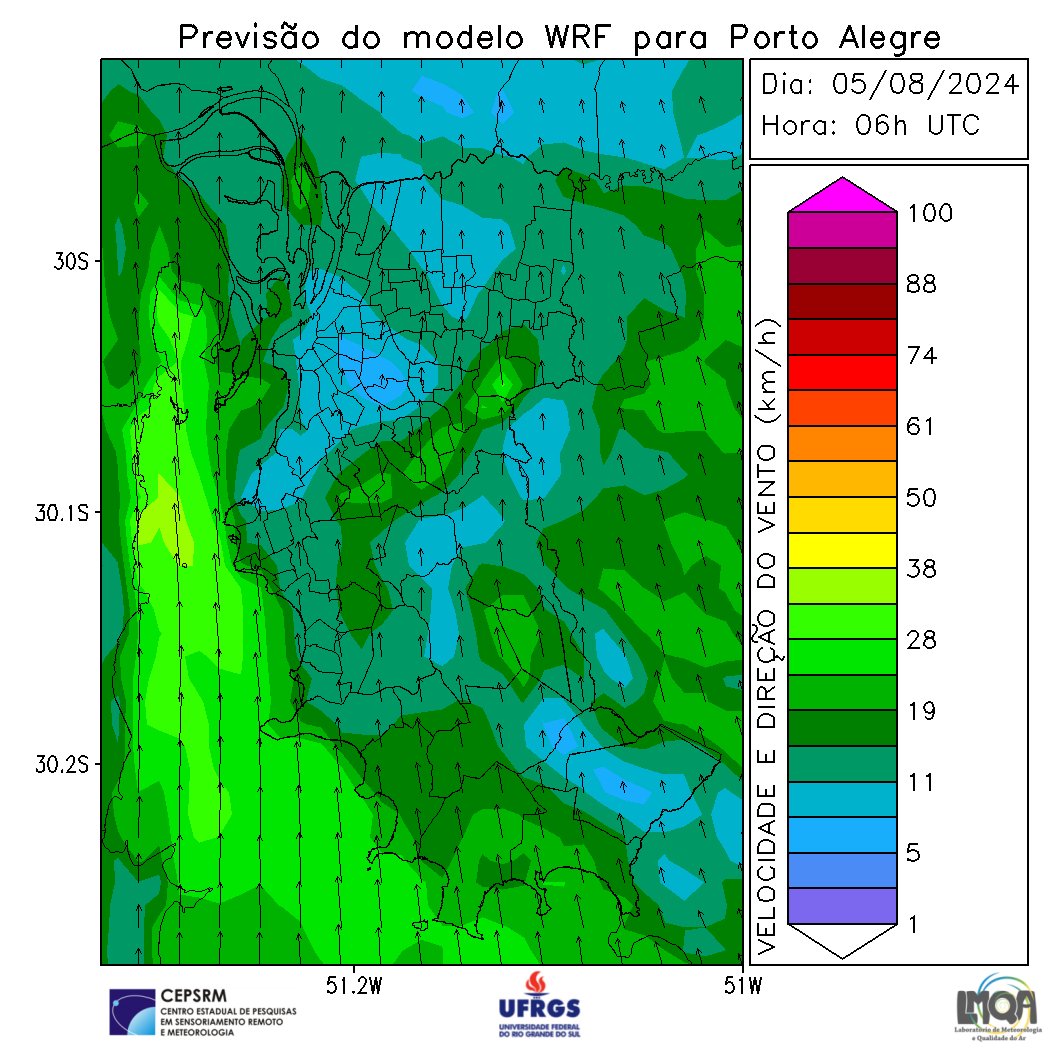 Previsão do modelo WRF para Porto Alegre
Dia: 05/08/2024
Hora: 06h UTC
30S
30.1S
30.2S
51.2W
51W
VELOCIDADE E DIREÇÃO DO VENTO (km/h)
100
88
74
61
50
38
28
19
11
5
1
CEPSRM
CENTRO ESTADUAL DE PESQUISAS
EM SENSORIAMENTO REMOTO
E METEOROLOGIA
UFRGS
UNIVERSIDADE FEDERAL
DO RIO GRANDE DO SUL
LMQA
Laboratório de Meteorologia
e Qualidade do Ar